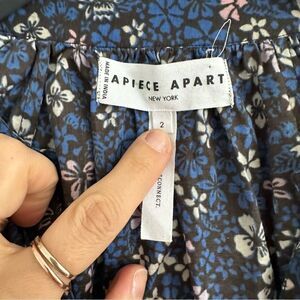 APIECE APART
NEW YORK
MADE IN INDIA
2